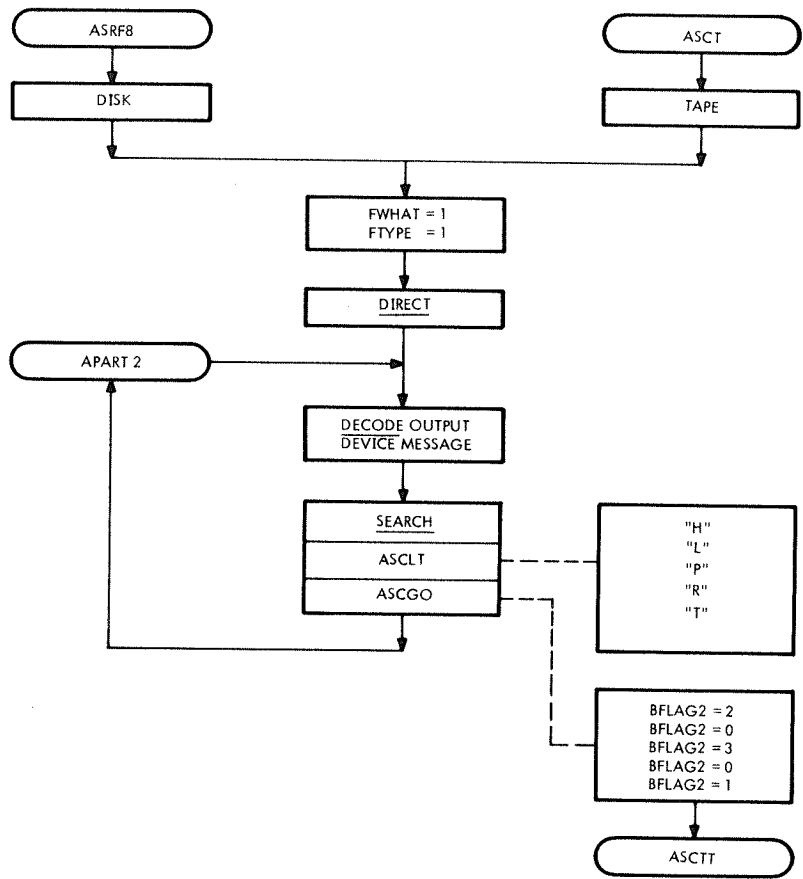 ASRF8
ASCT
DISK
TAPE
FWHAT = 1
FTYPE = 1
DIRECT
APART 2
DECODE OUTPUT
DEVICE MESSAGE
SEARCH
ASCLT
ASCGO
"H"
"L"
"P"
"R"
"T"
BFLAG2 = 2
BFLAG2 = 0
BFLAG2 = 3
BFLAG2 = 0
BFLAG2 = 1
ASCTT